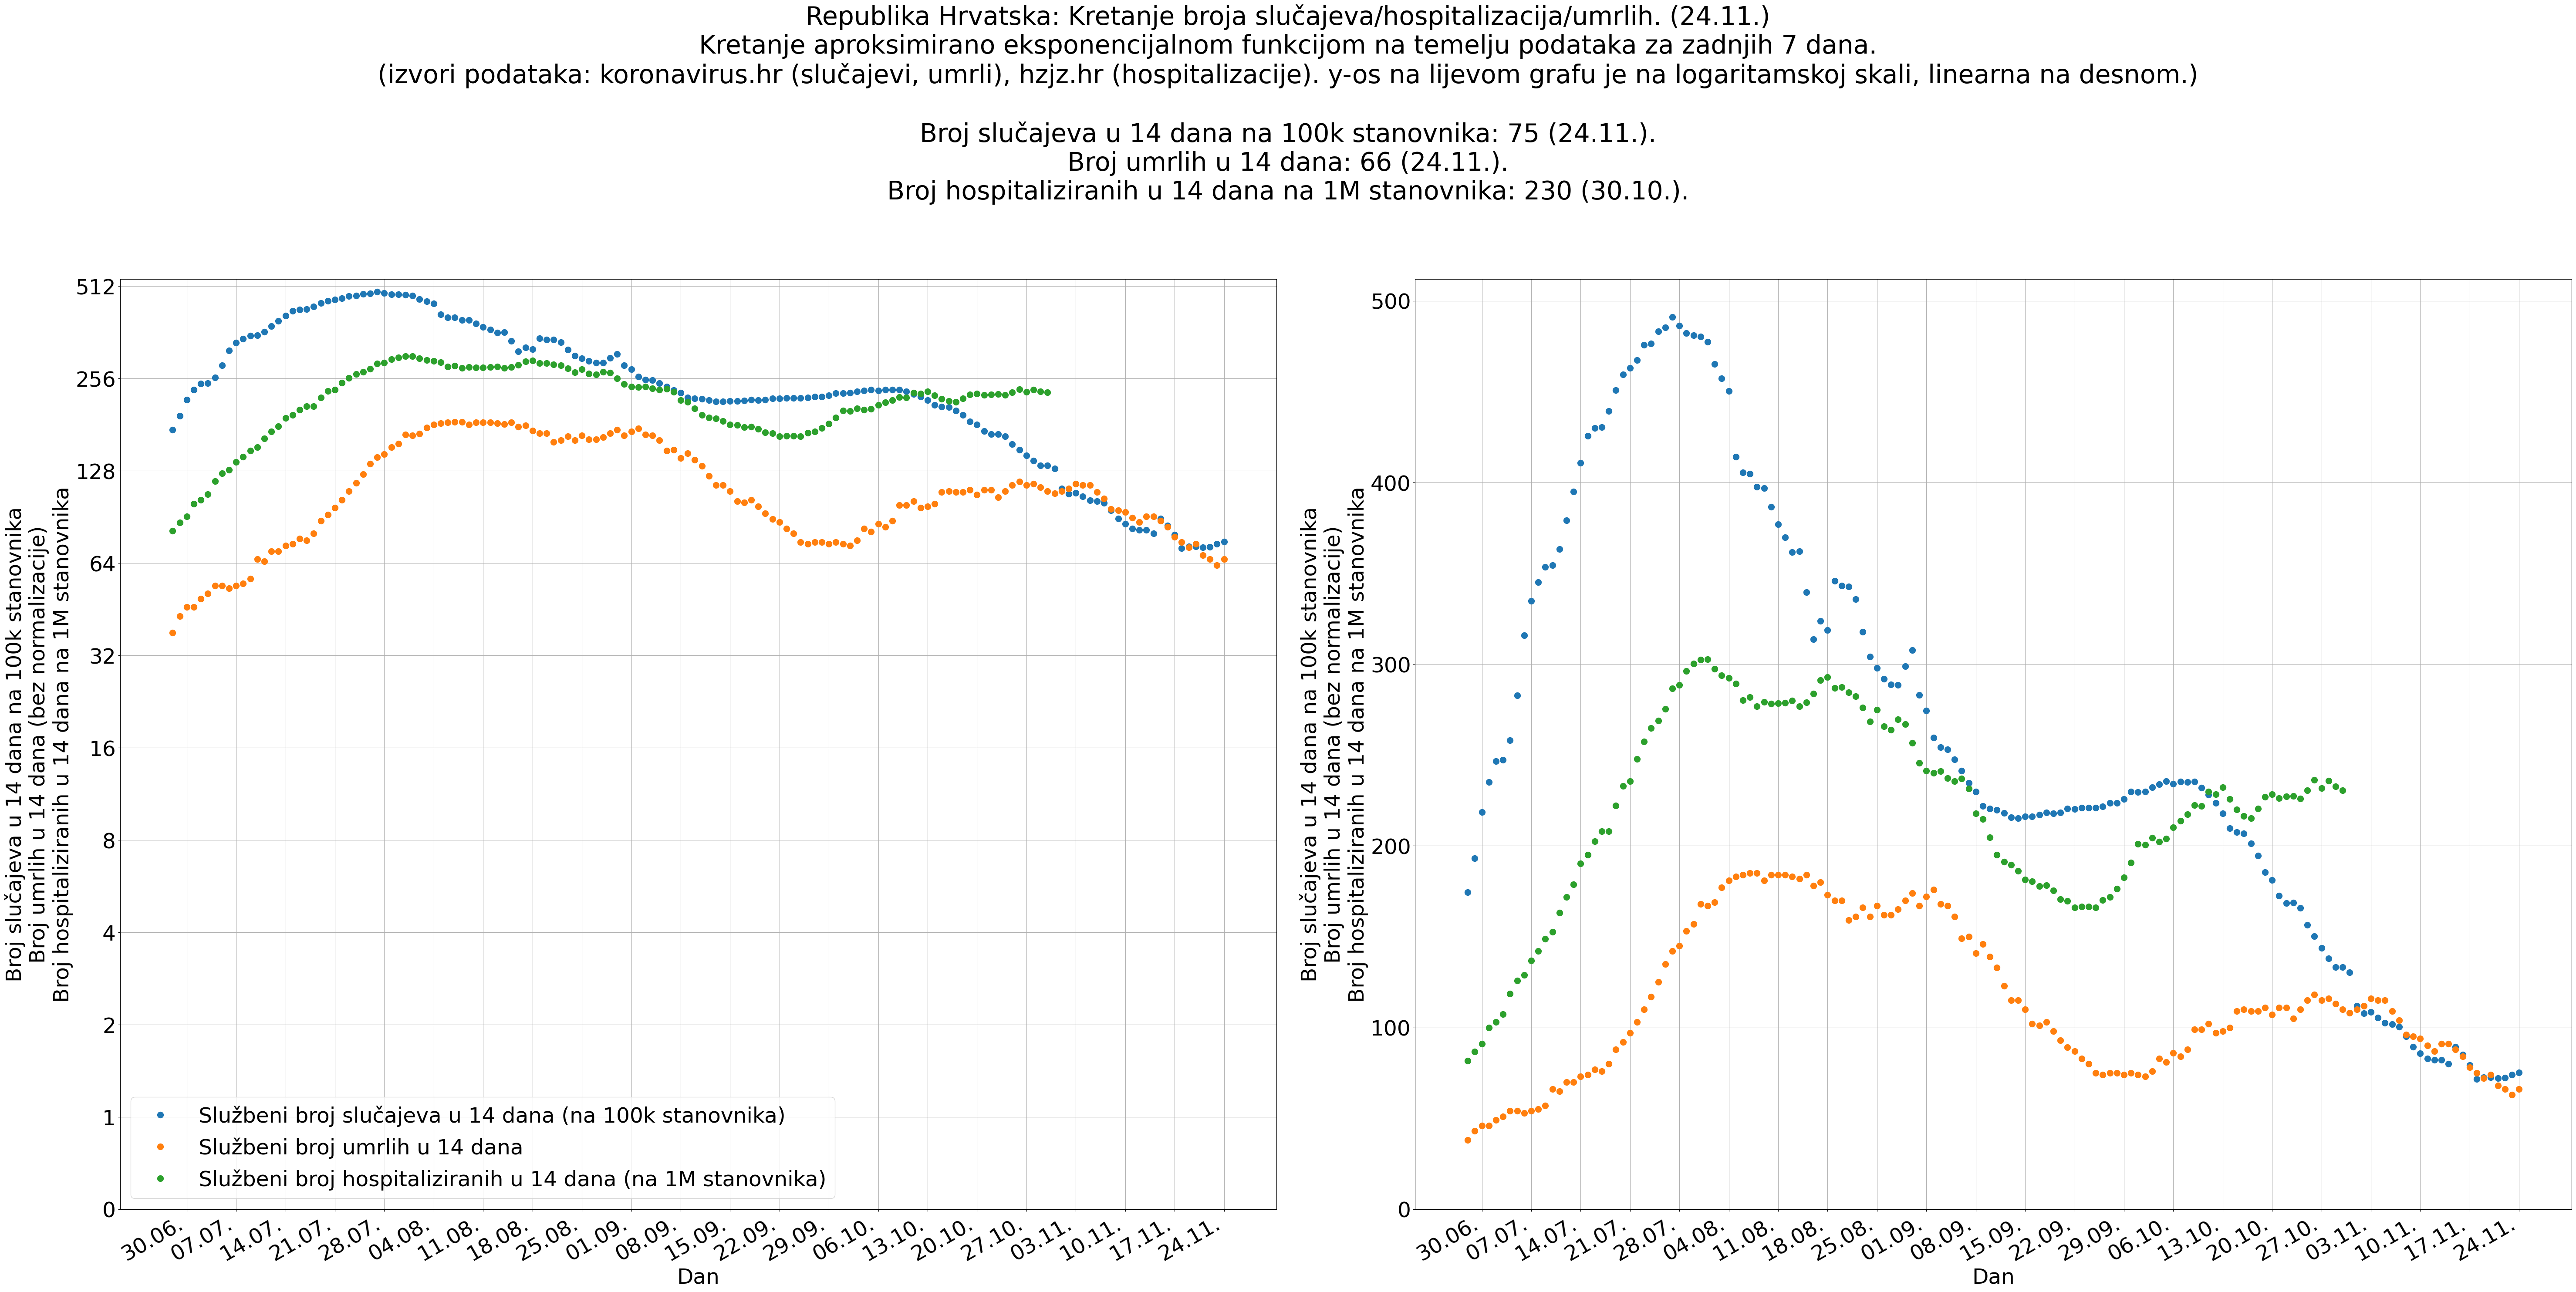 Republika Hrvatska: Kretanje broja slučajeva/hospitalizacija/umrlih. (24.11.)
Kretanje aproksimirano eksponencijalnom funkcijom na temelju podataka za zadnjih 7 dana.
(izvori podataka: koronavirus.hr (slučajevi, umrli), hzjz.hr (hospitalizacije). y-os na lijevom grafu je na logaritamskoj skali, linearna na desnom.)
Broj slučajeva u 14 dana na 100k stanovnika: 75 (24.11.).
Broj umrlih u 14 dana: 66 (24.11.).
Broj hospitaliziranih u 14 dana na 1M stanovnika: 230 (30.10.).
Broj slučajeva u 14 dana na 100k stanovnika
Broj umrlih u 14 dana (bez normalizacije)
Broj hospitaliziranih u 14 dana na 1M stanovnika
512
256
128
64
32
16
8
4
2
1
0
Službeni broj slučajeva u 14 dana (na 100k stanovnika)
Službeni broj umrlih u 14 dana
Službeni broj hospitaliziranih u 14 dana (na 1M stanovnika)
30.06. 07.07. 14.07. 21.07. 28.07. 04.08. 11.08. 18.08. 25.08. 01.09. 08.09. 15.09. 22.09. 29.09. 06.10. 13.10. 20.10. 27.10. 03.11. 10.11. 17.11. 24.11.
Dan
Broj slučajeva u 14 dana na 100k stanovnika
Broj umrlih u 14 dana (bez normalizacije)
Broj hospitaliziranih u 14 dana na 1M stanovnika
500
400
300
200
100
0
30.06. 07.07. 14.07. 21.07. 28.07. 04.08. 11.08. 18.08. 25.08. 01.09. 08.09. 15.09. 22.09. 29.09. 06.10. 13.10. 20.10. 27.10. 03.11. 10.11. 17.11. 24.11.
Dan